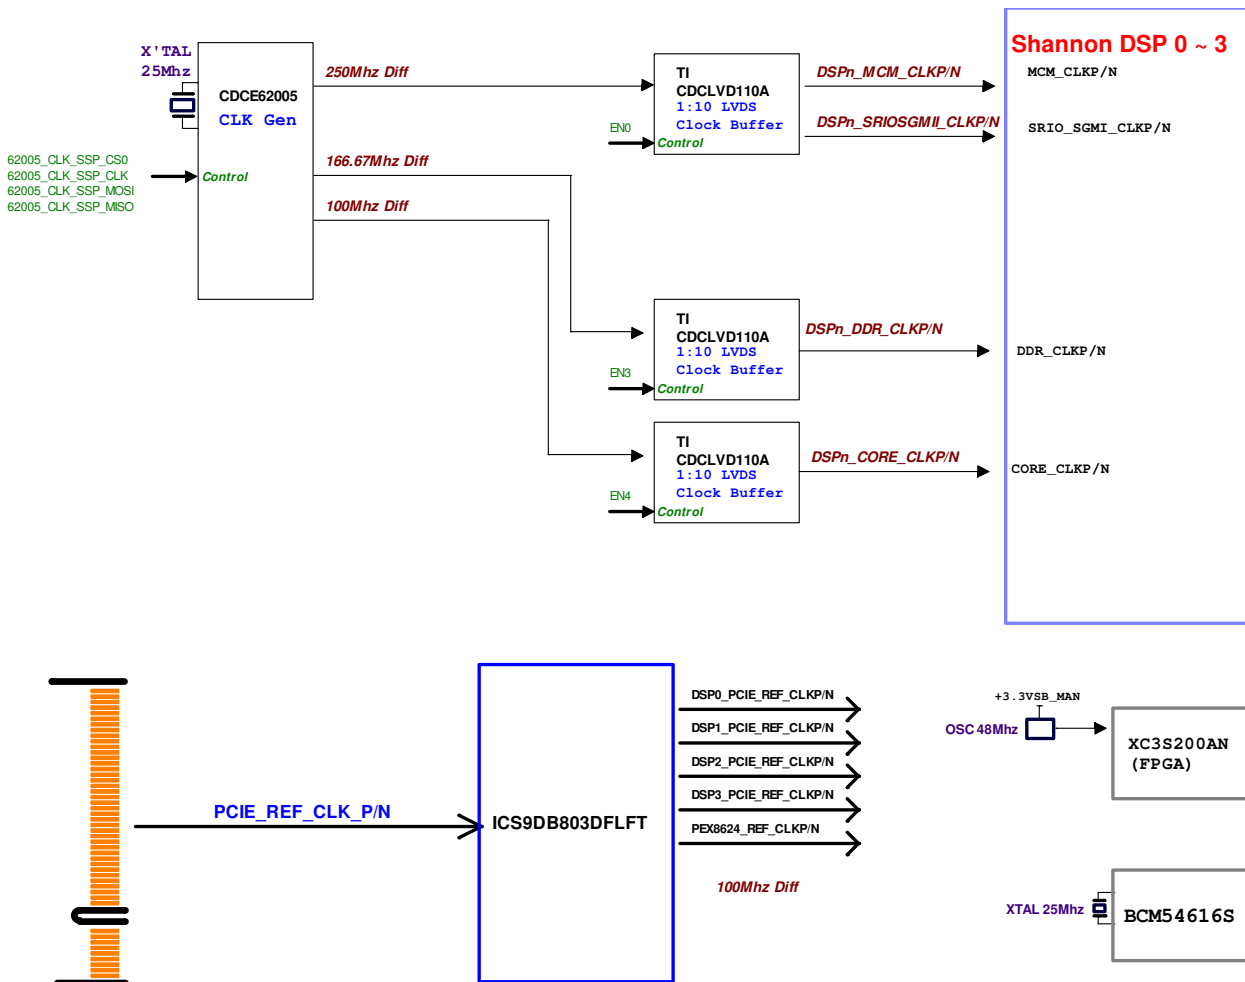 X'TAL
25Mhz
CDCE62005
CLK Gen
62005_CLK_SSP_CS0
62005_CLK_SSP_CLK
62005_CLK_SSP_MOSI
62005_CLK_SSP_MISO
Control
250Mhz Diff
166.67Mhz Diff
100Mhz Diff
TI
CDCLVD110A
1:10 LVDS
Clock Buffer
EN0
Control
DSPn_MCM_CLKP/N
DSPn_SRIOSGMII_CLKP/N
Shannon DSP 0 ~ 3
MCM_CLKP/N
SRIO_SGMI_CLKP/N
TI
CDCLVD110A
1:10 LVDS
Clock Buffer
EN3
Control
DSPn_DDR_CLKP/N
DDR_CLKP/N
TI
CDCLVD110A
1:10 LVDS
Clock Buffer
EN4
Control
DSPn_CORE_CLKP/N
CORE_CLKP/N
PCIE_REF_CLK_P/N
ICS9DB803DFLFT
DSP0_PCIE_REF_CLKP/N
DSP1_PCIE_REF_CLKP/N
DSP2_PCIE_REF_CLKP/N
DSP3_PCIE_REF_CLKP/N
PEX8624_REF_CLKP/N
100Mhz Diff
+3.3VSB_MAN
OSC 48Mhz
XC3S200AN
(FPGA)
XTAL 25Mhz
BCM54616S